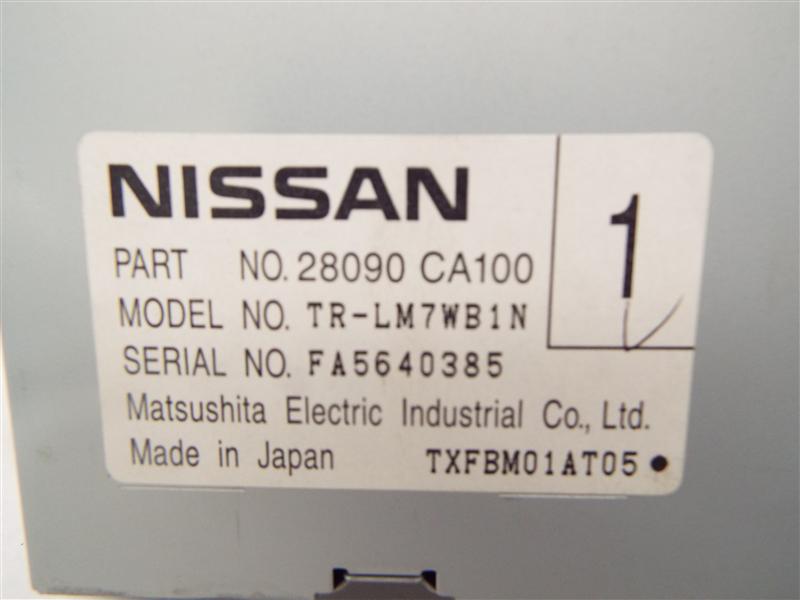 NISSAN
1
PART NO. 28090 CA100
MODEL NO. TR-LM7WB1N
SERIAL NO. FA5640385
Matsushita Electric Industrial Co., Ltd.
Made in Japan TXFBM01AT05